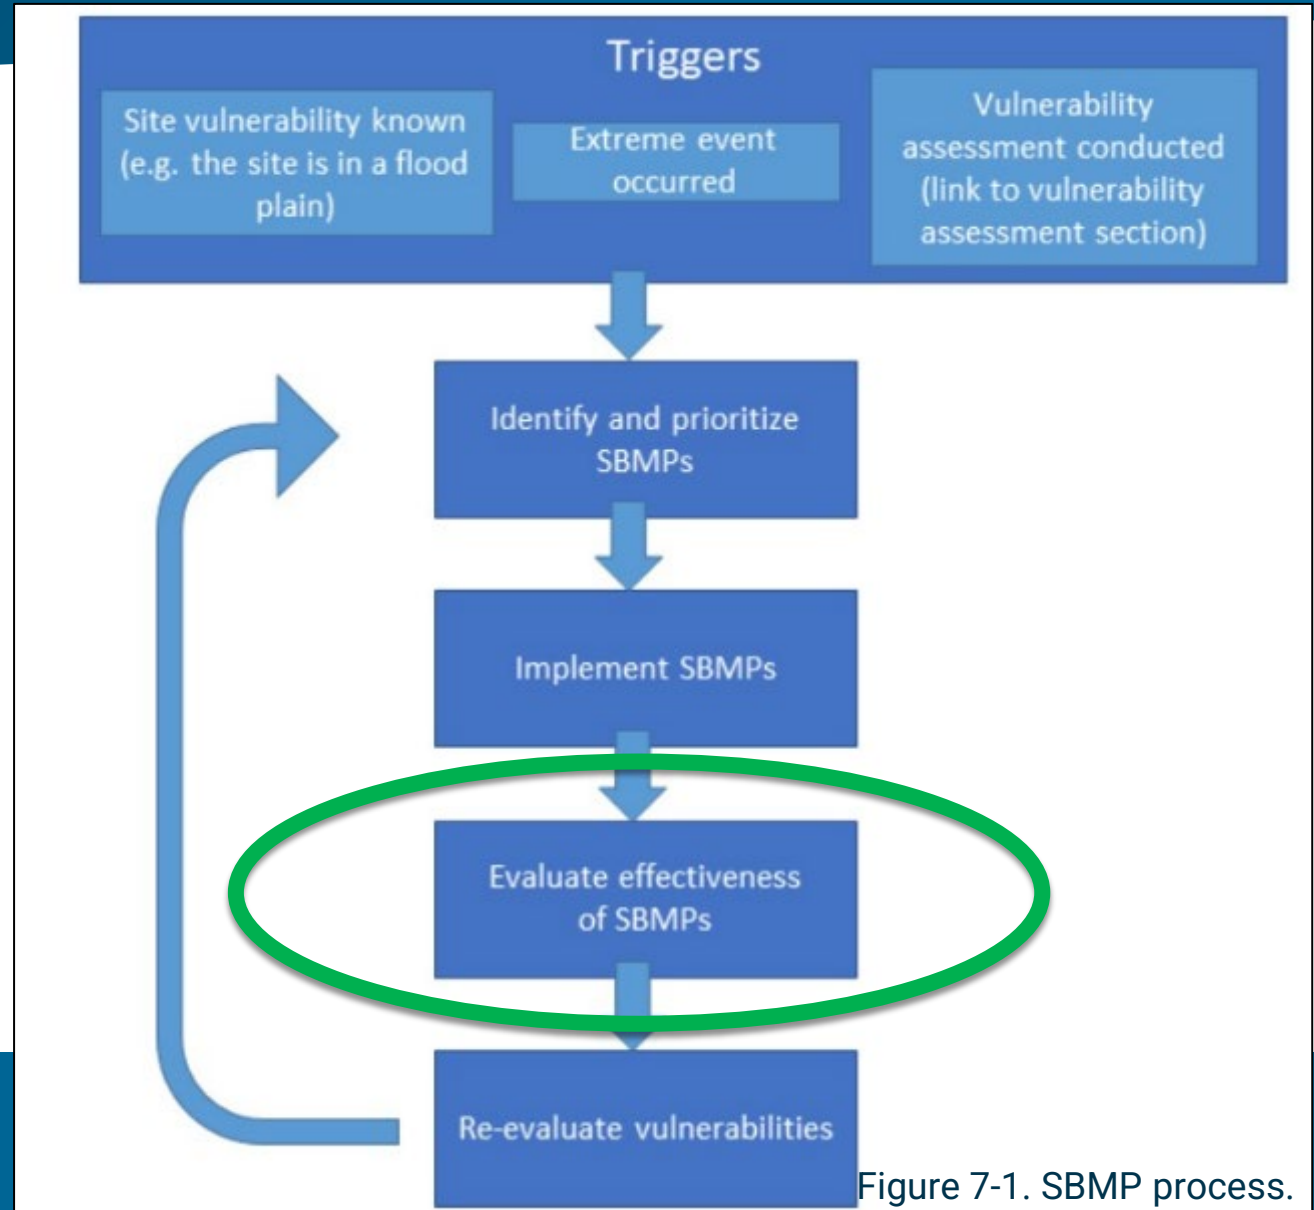 Triggers
Site vulnerability known
(e.g. the site is in a flood
plain)
Extreme event
occurred
Vulnerability
assessment conducted
(link to vulnerability
assessment section)
Identify and prioritize
SBMPs
Implement SBMPs
Evaluate effectiveness
of SBMPs
Re-evaluate vulnerabilities
Figure 7-1. SBMP process.